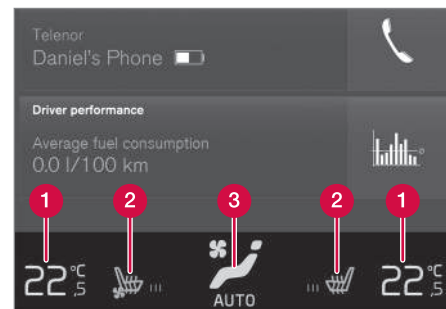 Telenor
Daniel's Phone
Driver performance
Average fuel consumption
0.0 l/100 km
1 2 3 2 1
22,5 °C 22,5 °C
AUTO